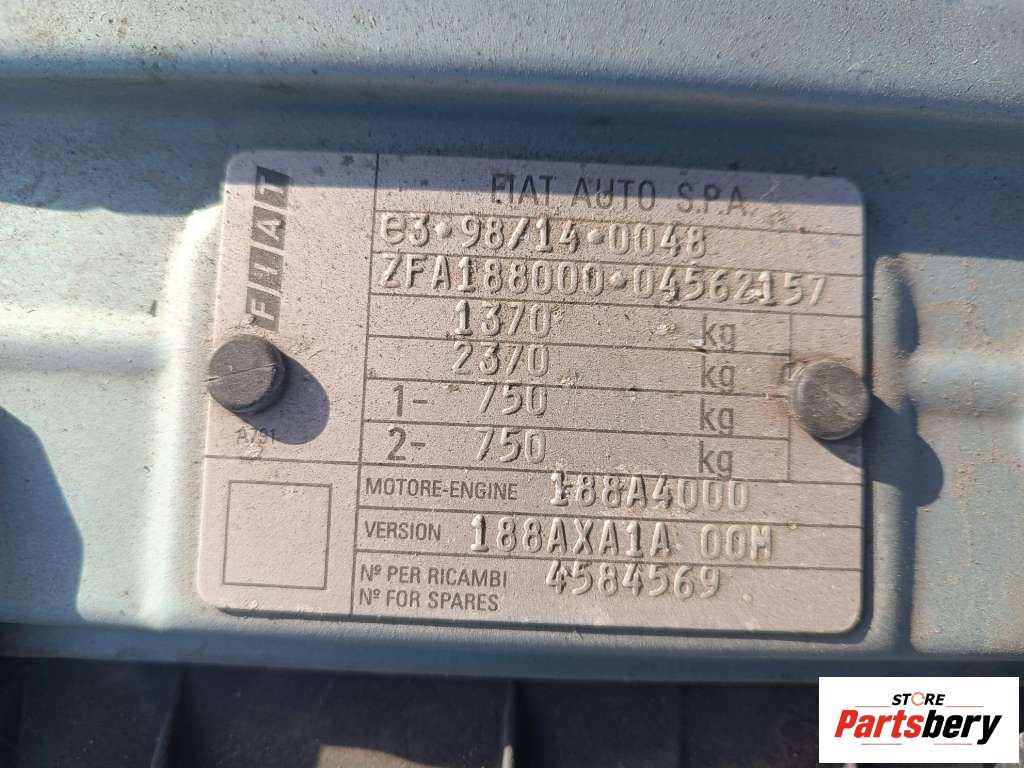 FIAT
FIAT AUTO S.P.A.
e3*98/14*0048
ZFA188000*04562157
1370 kg
2370 kg
1- 750 kg
2- 750 kg
A791
MOTORE-ENGINE 188A4000
VERSION 188AXA1A 00H
Nº PER RICAMBI 4584569
Nº FOR SPARES
STORE
Partsbery